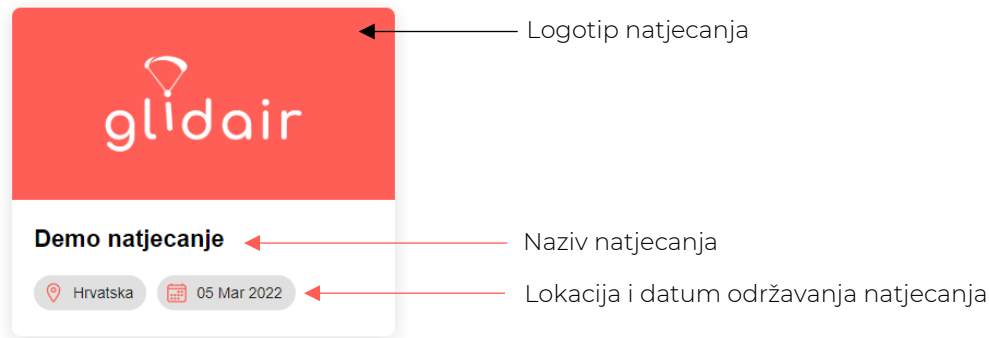 Logotip natjecanja
glidair
Demo natjecanje
Naziv natjecanja
Hrvatska
05 Mar 2022
Lokacija i datum održavanja natjecanja